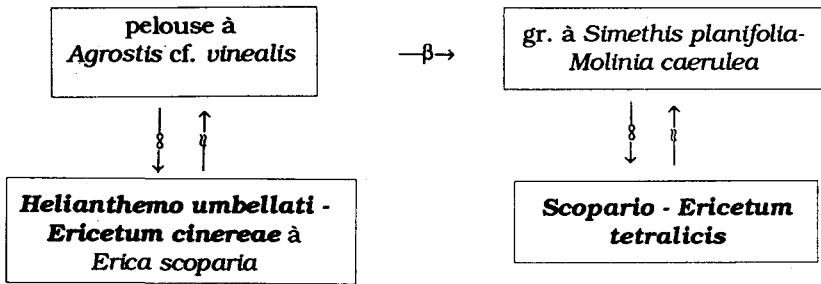 pelouse à
Agrostis cf. vinealis
—β→
gr. à Simethis planifolia-
Molinia caerulea
Helianthemo umbellati -
Ericetum cinereae à
Erica scoparia
Scopario - Ericetum
tetralicis